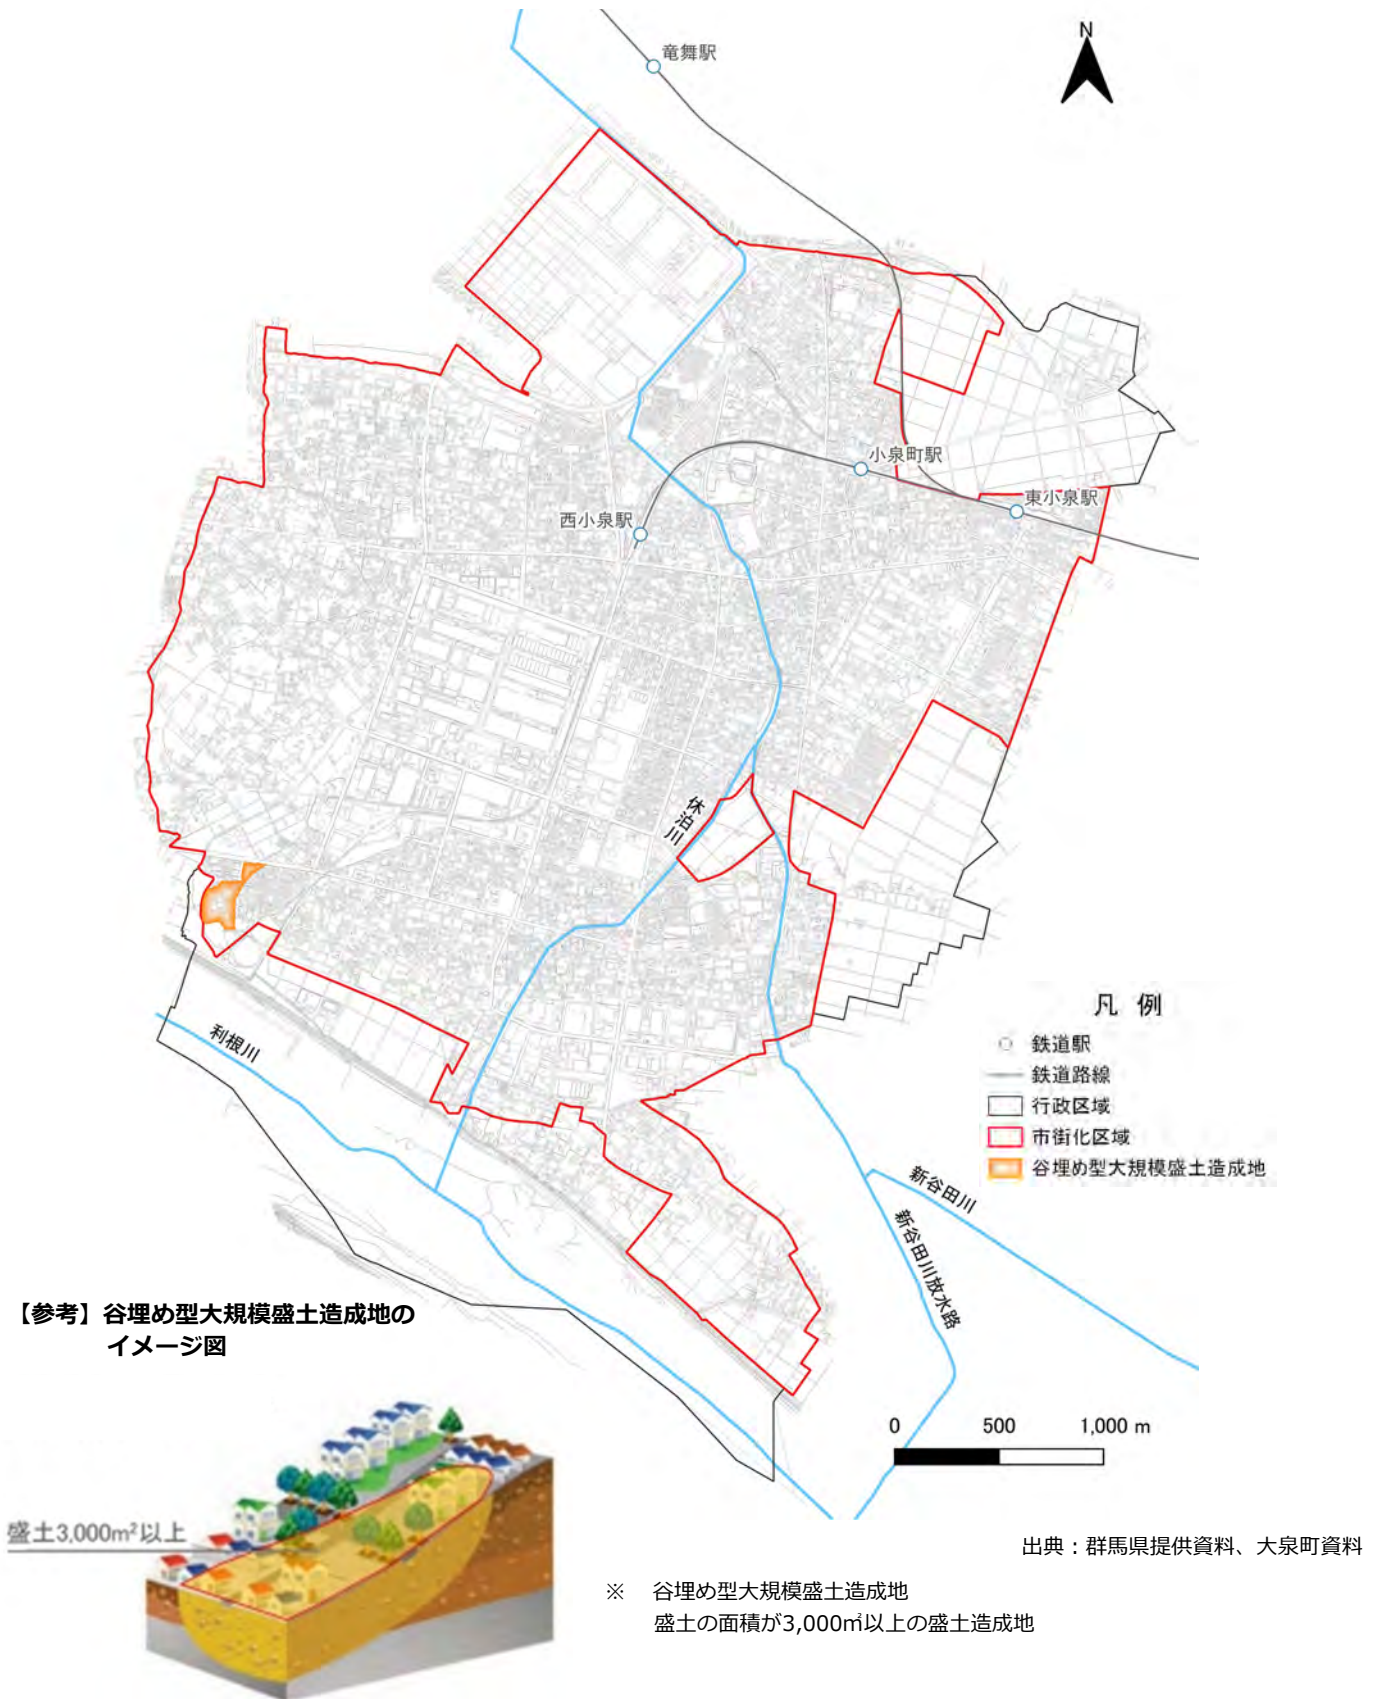 N
竜舞駅
小泉町駅
東小泉駅
西小泉駅
休泊川
利根川
新谷田川
新谷田川放水路
凡 例
鉄道駅
鉄道路線
行政区域
市街化区域
谷埋め型大規模盛土造成地
0 500 1,000 m
【参考】谷埋め型大規模盛土造成地の
イメージ図
盛土3,000m²以上
出典：群馬県提供資料、大泉町資料
※ 谷埋め型大規模盛土造成地
盛土の面積が3,000㎡以上の盛土造成地